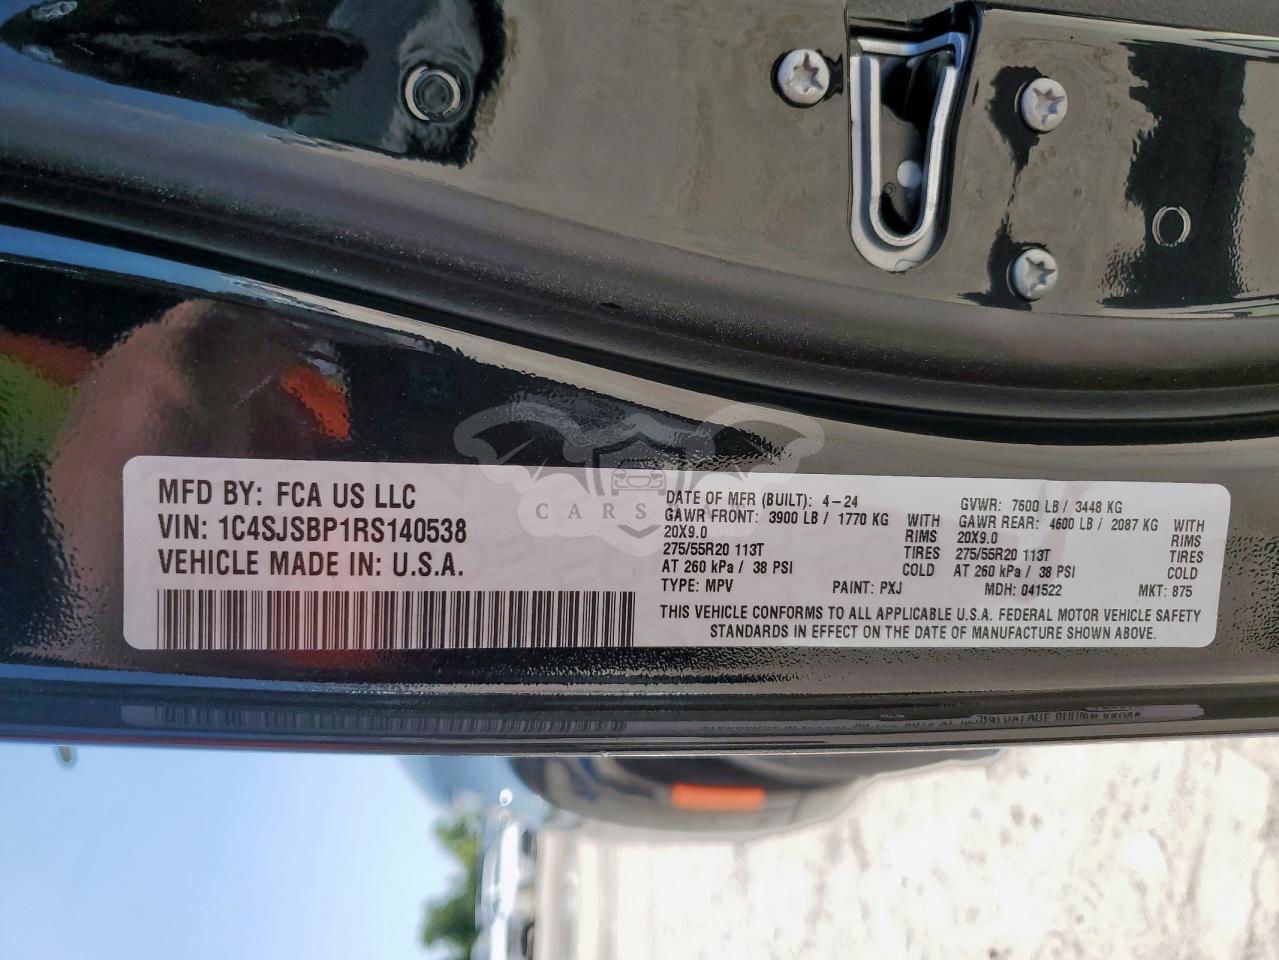 CARS
MFD BY: FCA US LLC
VIN: 1C4SJSBP1RS140538
VEHICLE MADE IN: U.S.A.
DATE OF MFR (BUILT): 4-24
GAWR FRONT: 3900 LB / 1770 KG WITH
20X9.0 RIMS
275/55R20 113T TIRES
AT 260 kPa / 38 PSI COLD
TYPE: MPV PAINT: PXJ
GVWR: 7600 LB / 3448 KG
GAWR REAR: 4600 LB / 2087 KG WITH
20X9.0 RIMS
275/55R20 113T TIRES
AT 260 kPa / 38 PSI COLD
MDH: 041522 MKT: 875
THIS VEHICLE CONFORMS TO ALL APPLICABLE U.S.A. FEDERAL MOTOR VEHICLE SAFETY
STANDARDS IN EFFECT ON THE DATE OF MANUFACTURE SHOWN ABOVE.